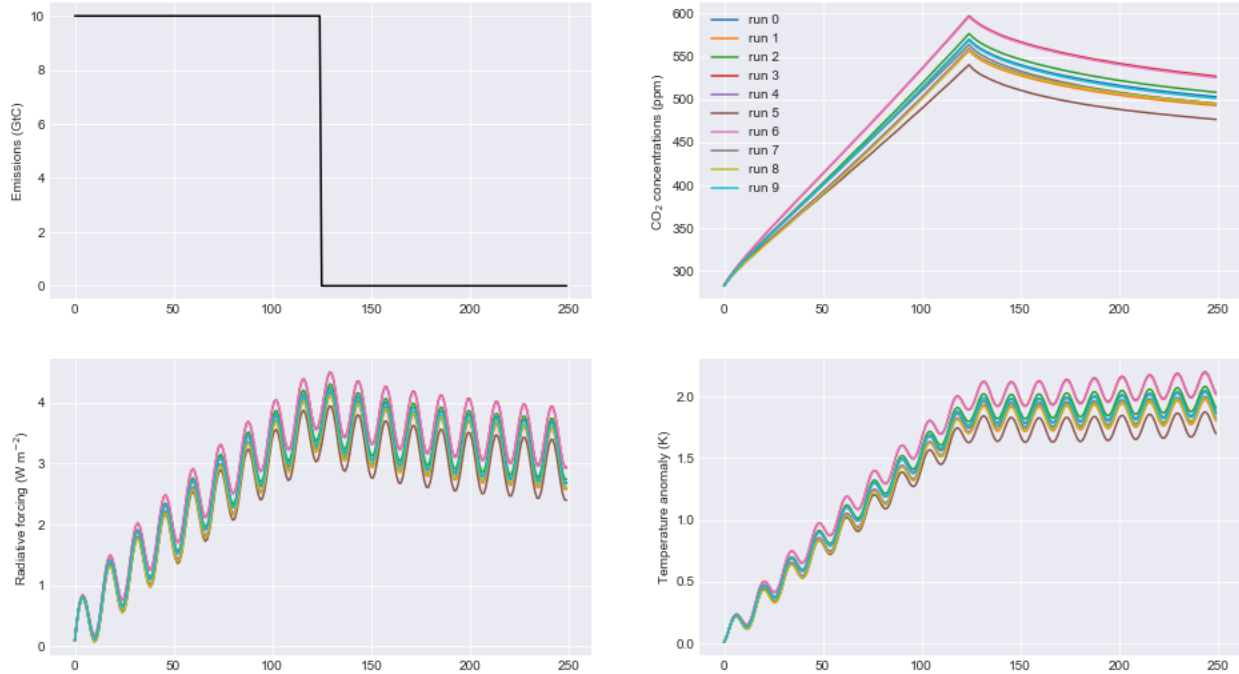 Emissions (GtC)
10
8
6
4
2
0
0 50 100 150 200 250
CO₂ concentrations (ppm)
600
550
500
450
400
350
300
run 0
run 1
run 2
run 3
run 4
run 5
run 6
run 7
run 8
run 9
0 50 100 150 200 250
Radiative forcing (W m⁻²)
4
3
2
1
0
0 50 100 150 200 250
Temperature anomaly (K)
2.0
1.5
1.0
0.5
0.0
0 50 100 150 200 250